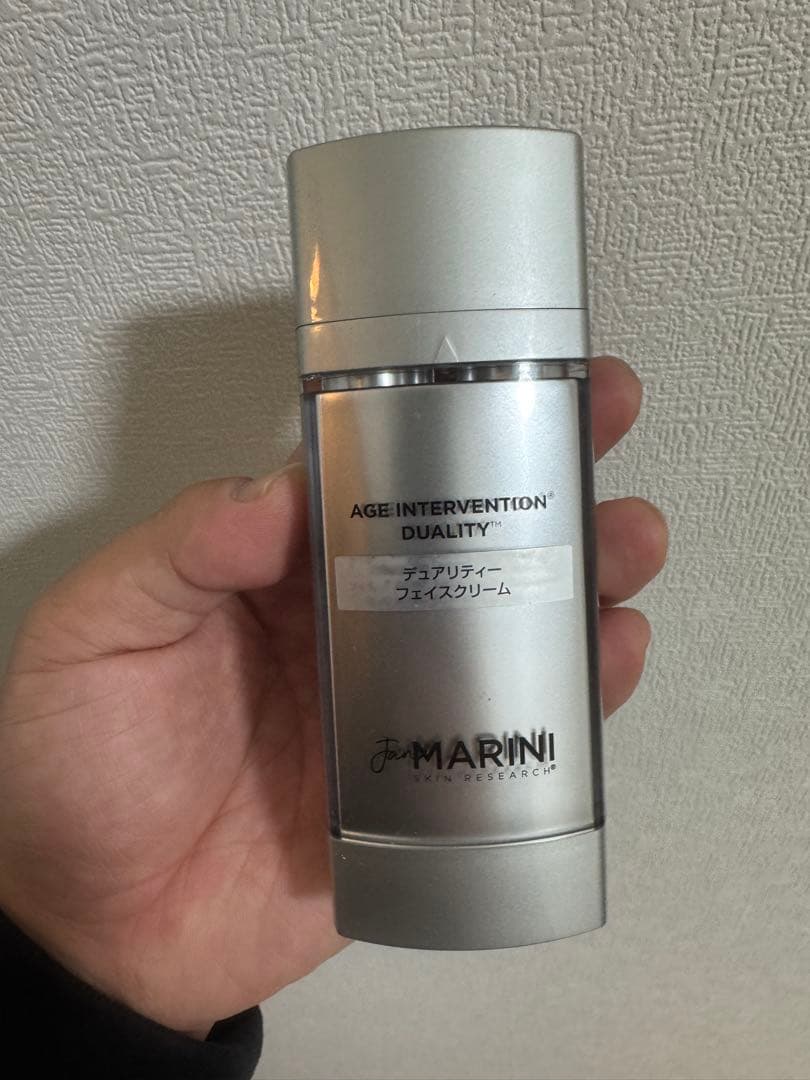 AGE INTERVENTION®
DUALITY™
デュアリティー
フェイスクリーム
Jan MARINI
SKIN RESEARCH®